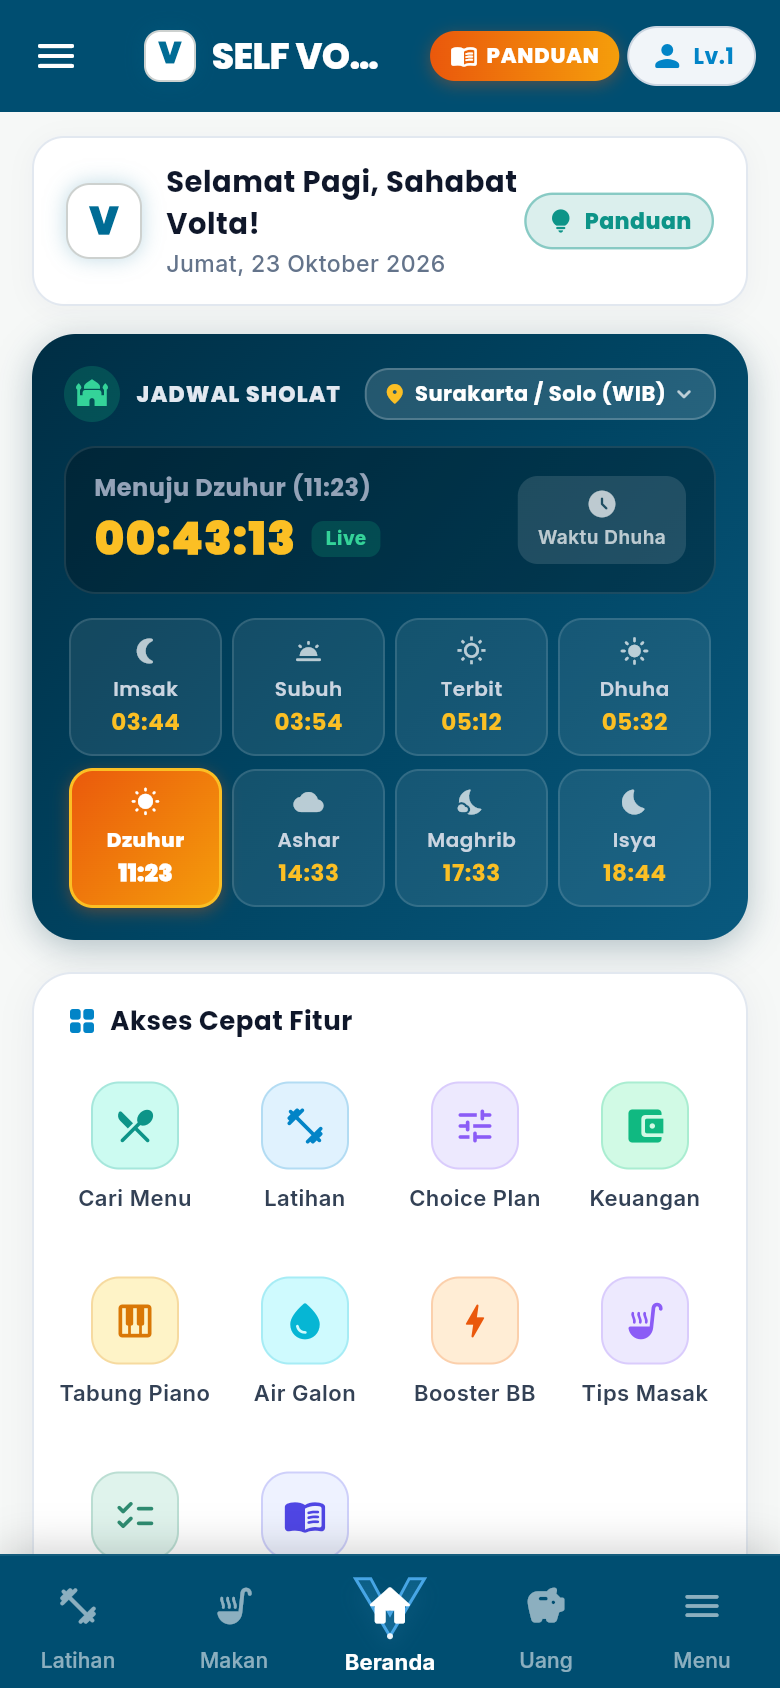 V SELF VO... PANDUAN Lv.1
V
Selamat Pagi, Sahabat
Volta!
Jumat, 23 Oktober 2026
Panduan
JADWAL SHOLAT
Surakarta / Solo (WIB)
Menuju Dzuhur (11:23)
00:43:13 Live
Waktu Dhuha
Imsak Subuh Terbit Dhuha
03:44 03:54 05:12 05:32
Dzuhur Ashar Maghrib Isya
11:23 14:33 17:33 18:44
Akses Cepat Fitur
Cari Menu Latihan Choice Plan Keuangan
Tabung Piano Air Galon Booster BB Tips Masak
Latihan Makan Beranda Uang Menu